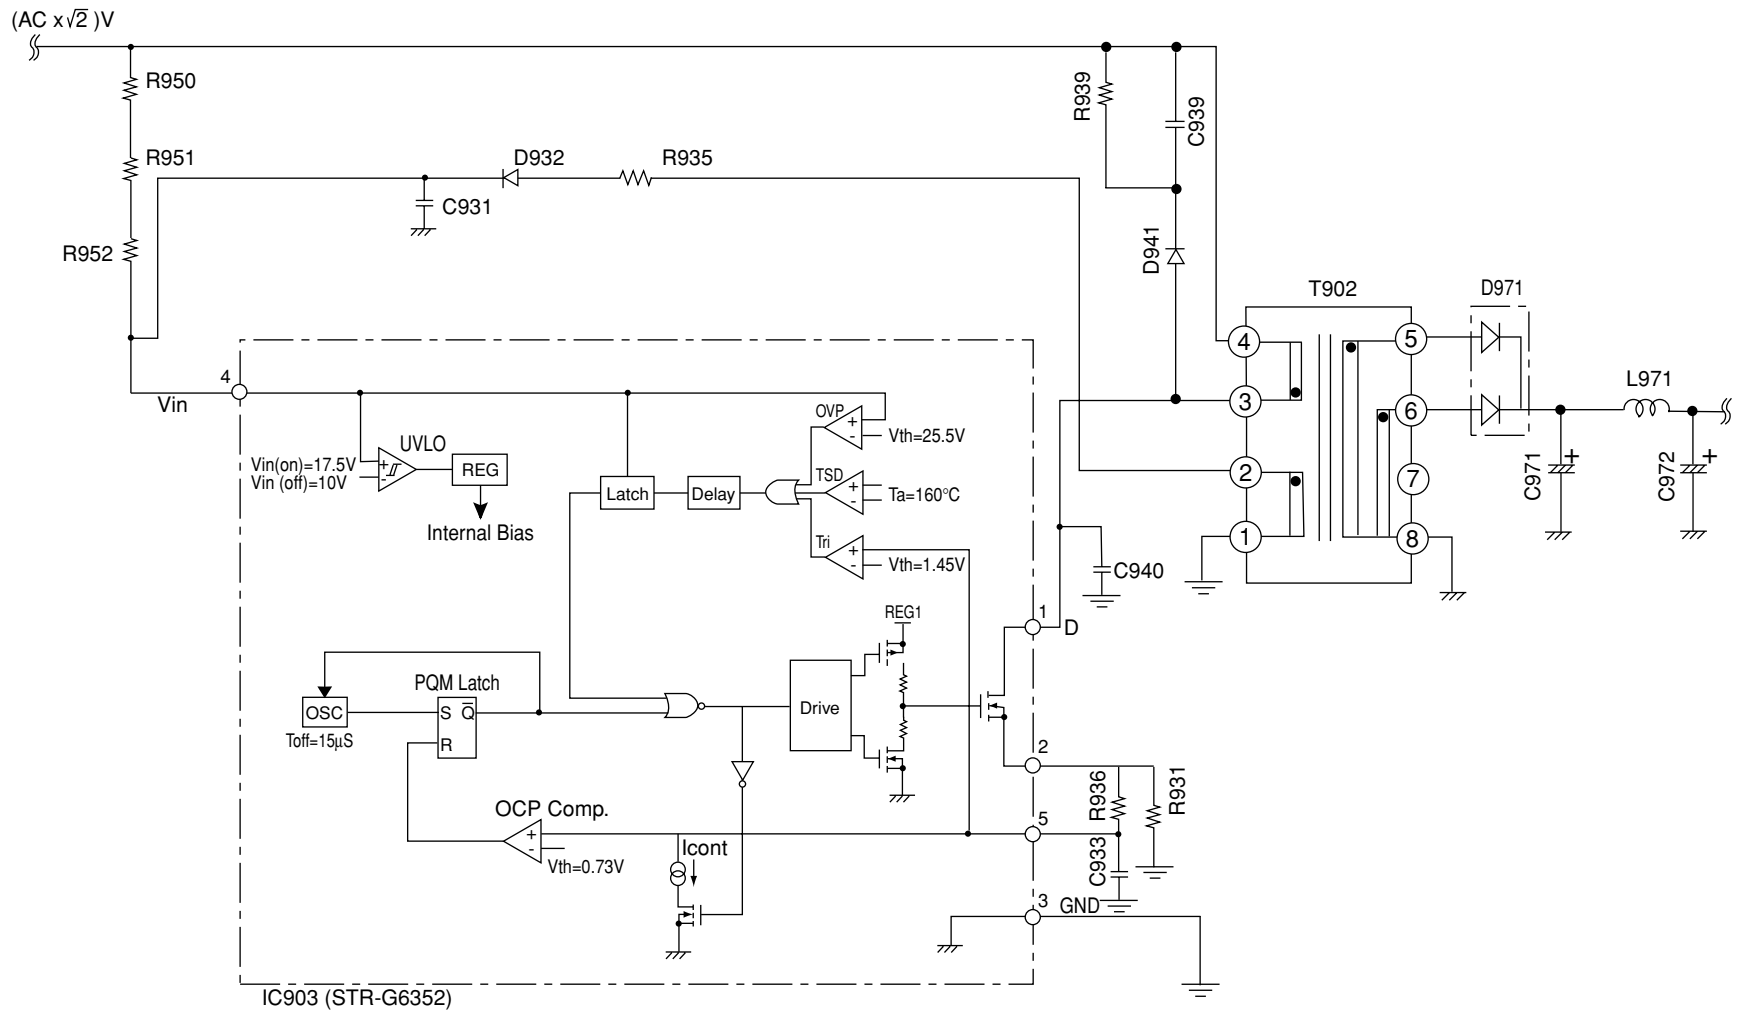 (AC x√2 )V
R950
R951
R952
D932
R935
C931
R939
C939
D941
T902
D971
4
3
2
1
5
6
7
8
L971
C971
+
C972
+
C940
4
Vin
UVLO
Vin(on)=17.5V
Vin (off)=10V
+
-
REG
Internal Bias
OVP
+
-
Vth=25.5V
TSD
+
-
Ta=160°C
Latch
Delay
Tri
+
-
Vth=1.45V
1
D
REG1
PQM Latch
OSC
S Q̅
R
Toff=15µS
Drive
2
R936
R931
OCP Comp.
+
-
Vth=0.73V
Icont
5
C933
3
GND
IC903 (STR-G6352)